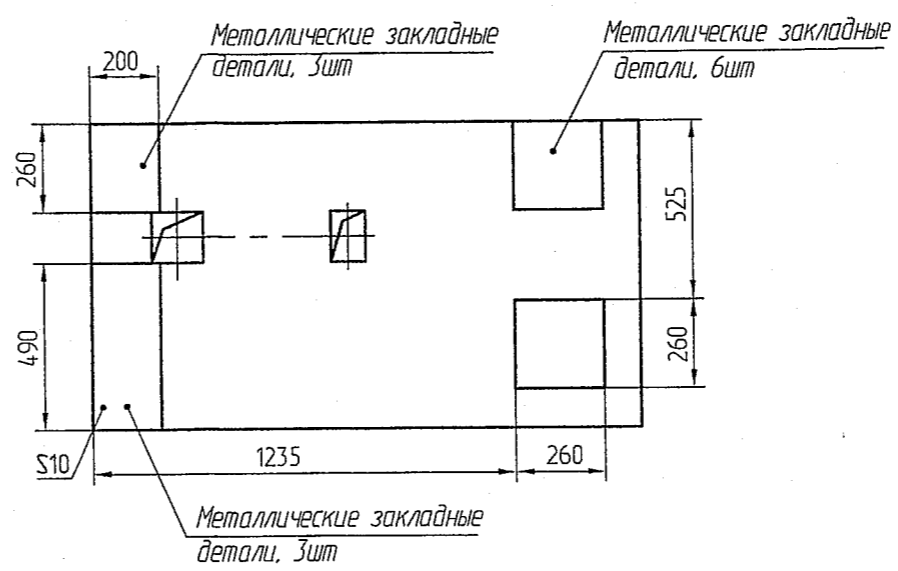 Металлические закладные
детали, 3шт
Металлические закладные
детали, 6шт
200
260
525
490
260
S10
1235
260
Металлические закладные
детали, 3шт